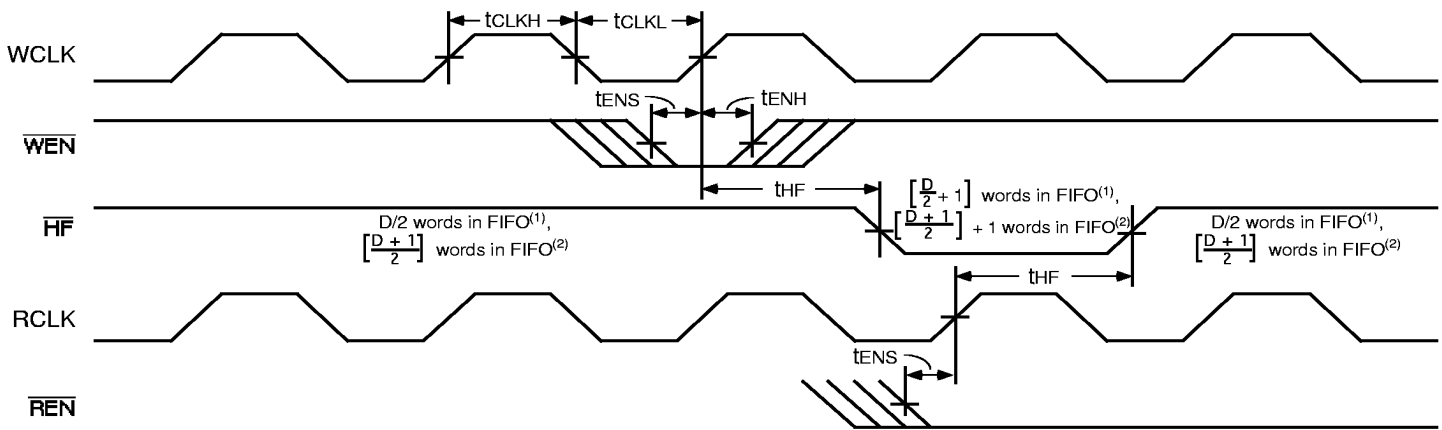 tCLKH tCLKL
WCLK
tENS tENH
WEN
tHF
[D/2 + 1] words in FIFO(1),
[D + 1/2] + 1 words in FIFO(2)
HF
D/2 words in FIFO(1),
[D + 1/2] words in FIFO(2)
D/2 words in FIFO(1),
[D + 1/2] words in FIFO(2)
tHF
RCLK
tENS
REN